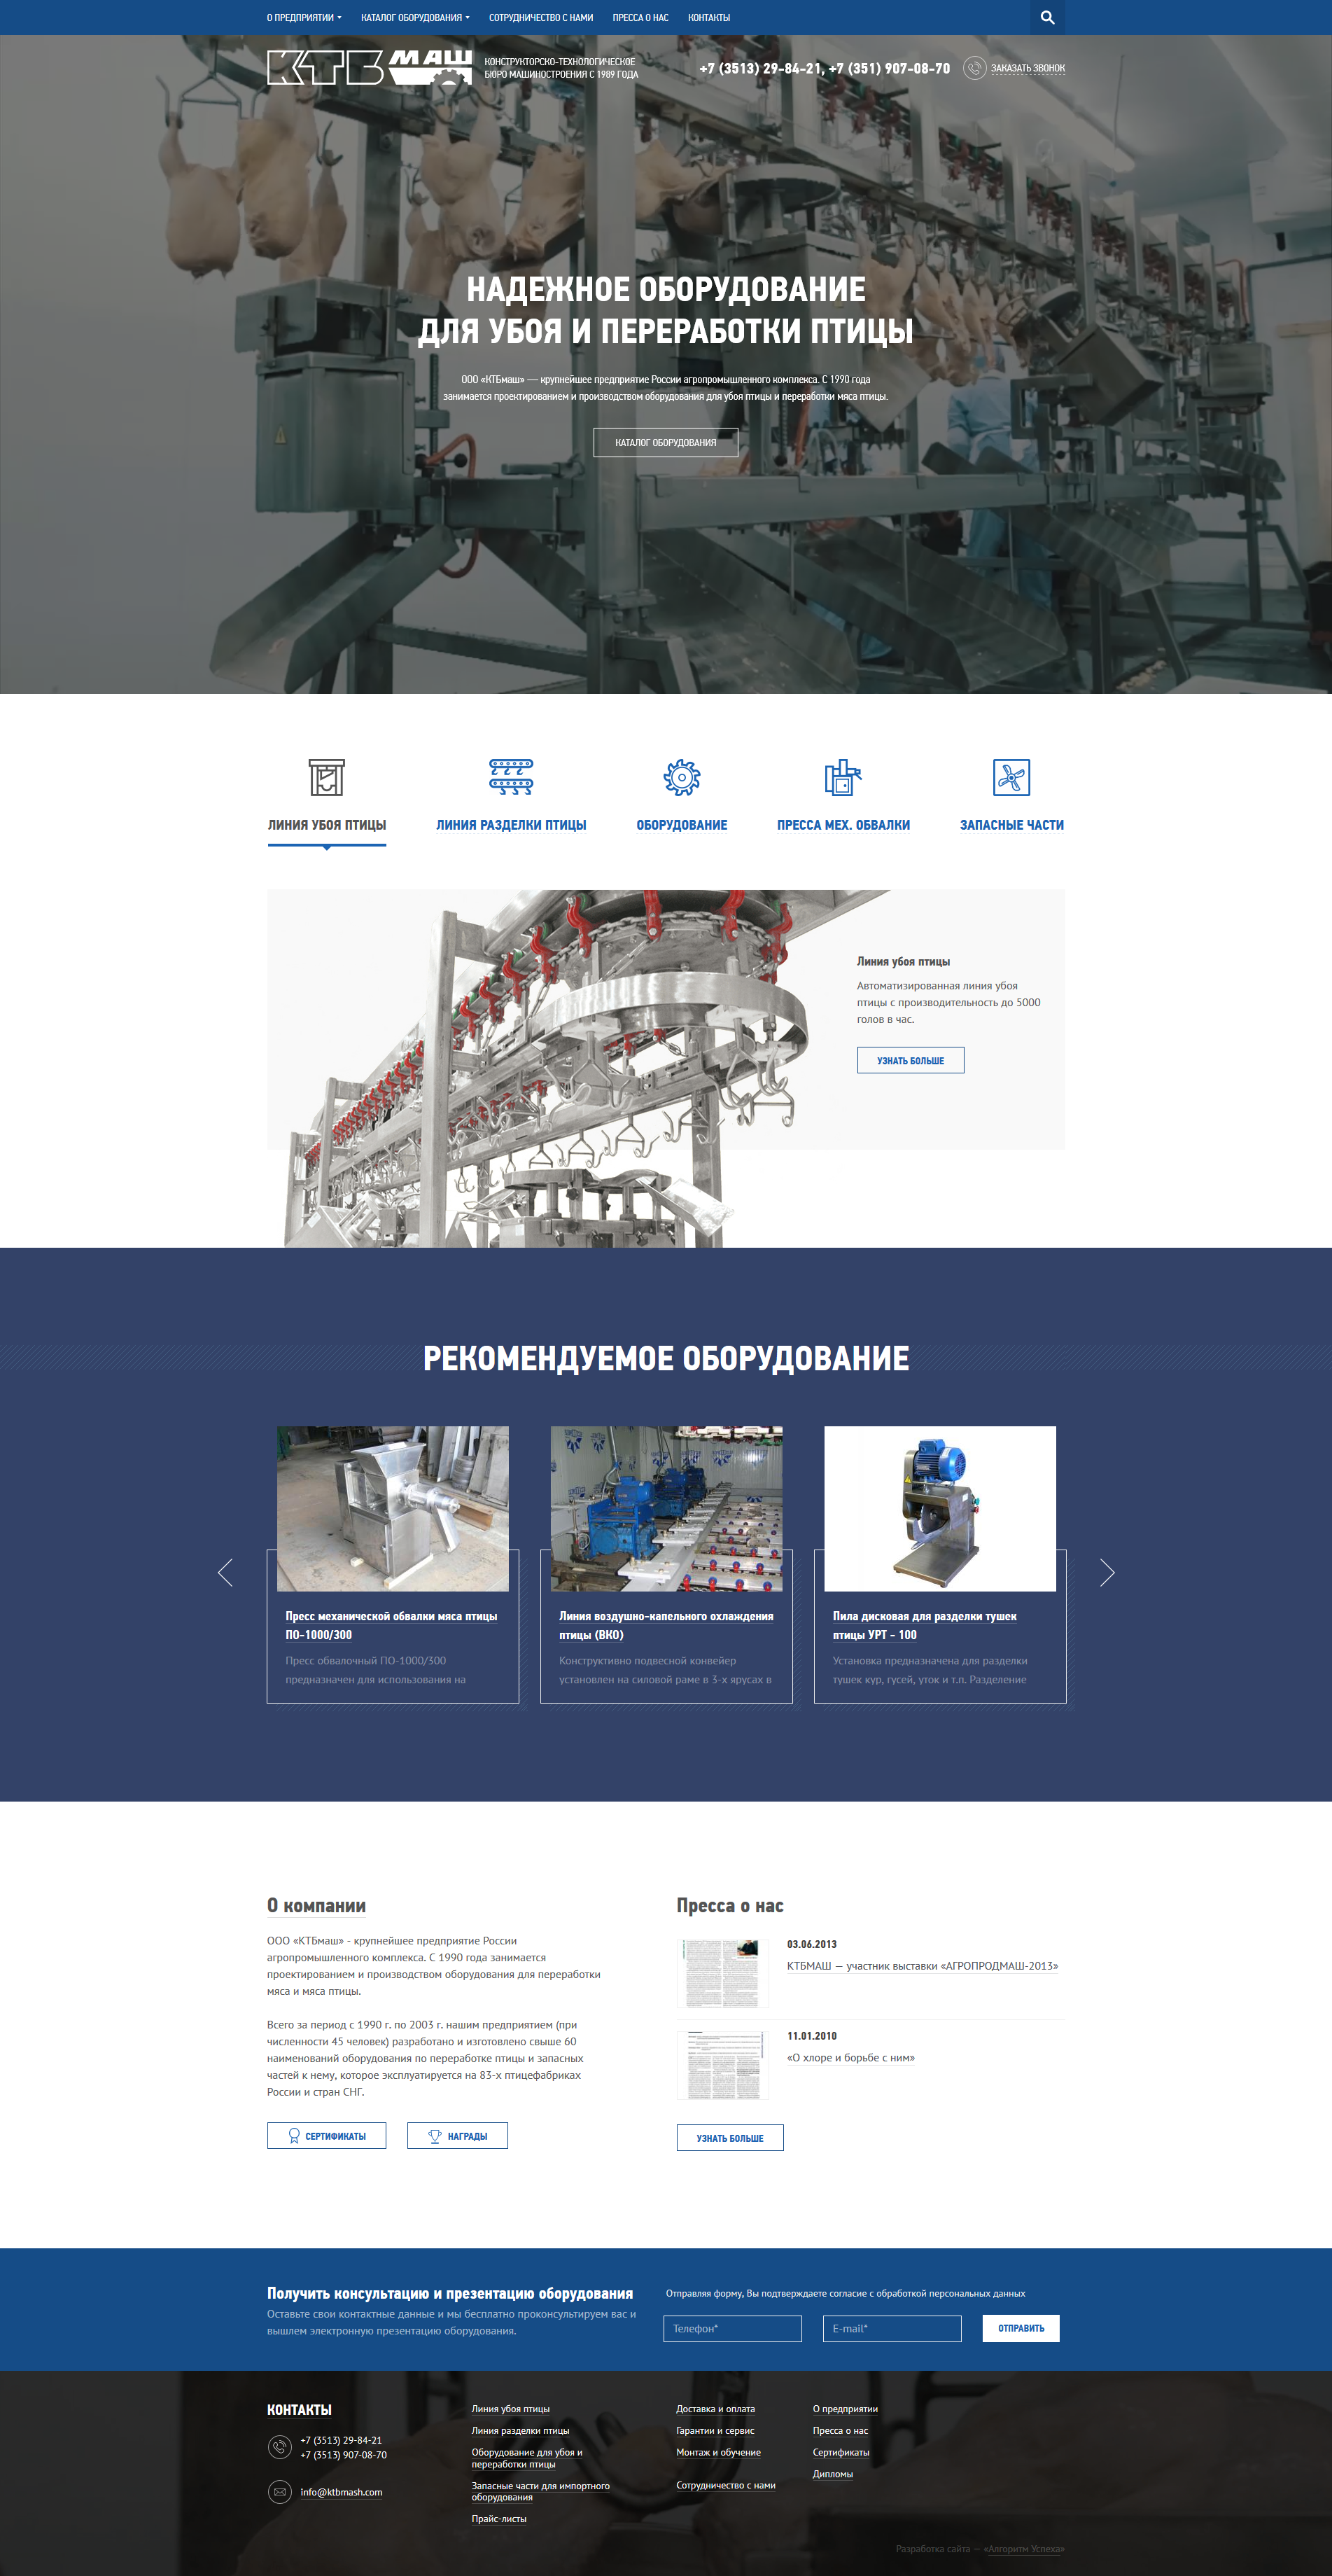 О ПРЕДПРИЯТИИ
КАТАЛОГ ОБОРУДОВАНИЯ
СОТРУДНИЧЕСТВО С НАМИ
ПРЕССА О НАС
КОНТАКТЫ
КТБМАШ
КОНСТРУКТОРСКО-ТЕХНОЛОГИЧЕСКОЕ
БЮРО МАШИНОСТРОЕНИЯ С 1989 ГОДА
+7 (3513) 29-84-21, +7 (351) 907-08-70
ЗАКАЗАТЬ ЗВОНОК
НАДЕЖНОЕ ОБОРУДОВАНИЕ
ДЛЯ УБОЯ И ПЕРЕРАБОТКИ ПТИЦЫ
ООО «КТБмаш» — крупнейшее предприятие России агропромышленного комплекса. С 1990 года
занимается проектированием и производством оборудования для убоя птицы и переработки мяса птицы.
КАТАЛОГ ОБОРУДОВАНИЯ
ЛИНИЯ УБОЯ ПТИЦЫ
ЛИНИЯ РАЗДЕЛКИ ПТИЦЫ
ОБОРУДОВАНИЕ
ПРЕССА МЕХ. ОБВАЛКИ
ЗАПАСНЫЕ ЧАСТИ
Линия убоя птицы
Автоматизированная линия убоя
птицы с производительность до 5000
голов в час.
УЗНАТЬ БОЛЬШЕ
РЕКОМЕНДУЕМОЕ ОБОРУДОВАНИЕ
Пресс механической обвалки мяса птицы
ПО-1000/300
Пресс обвалочный ПО-1000/300
предназначен для использования на
Линия воздушно-капельного охлаждения
птицы (ВКО)
Конструктивно подвесной конвейер
установлен на силовой раме в 3-х ярусах в
Пила дисковая для разделки тушек
птицы УРТ - 100
Установка предназначена для разделки
тушек кур, гусей, уток и т.п. Разделение
О компании
ООО «КТБмаш» - крупнейшее предприятие России
агропромышленного комплекса. С 1990 года занимается
проектированием и производством оборудования для переработки
мяса и мяса птицы.
Всего за период с 1990 г. по 2003 г. нашим предприятием (при
численности 45 человек) разработано и изготовлено свыше 60
наименований оборудования по переработке птицы и запасных
частей к нему, которое эксплуатируется на 83-х птицефабриках
России и стран СНГ.
СЕРТИФИКАТЫ
НАГРАДЫ
Пресса о нас
03.06.2013
КТБМАШ — участник выставки «АГРОПРОДМАШ-2013»
11.01.2010
«О хлоре и борьбе с ним»
УЗНАТЬ БОЛЬШЕ
Получить консультацию и презентацию оборудования
Оставьте свои контактные данные и мы бесплатно проконсультируем вас и
вышлем электронную презентацию оборудования.
Отправляя форму, Вы подтверждаете согласие с обработкой персональных данных
Телефон*
E-mail*
ОТПРАВИТЬ
КОНТАКТЫ
+7 (3513) 29-84-21
+7 (3513) 907-08-70
info@ktbmash.com
Линия убоя птицы
Линия разделки птицы
Оборудование для убоя и
переработки птицы
Запасные части для импортного
оборудования
Прайс-листы
Доставка и оплата
Гарантии и сервис
Монтаж и обучение
Сотрудничество с нами
О предприятии
Пресса о нас
Сертификаты
Дипломы
Разработка сайта — «Алгоритм Успеха»